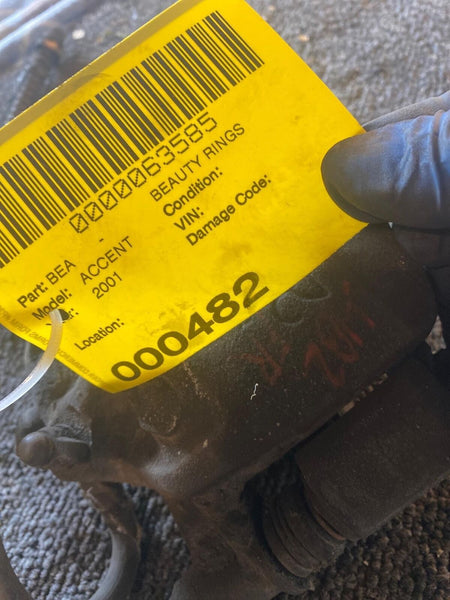 0000063585
Part: BEA - BEAUTY RINGS
Model: ACCENT Condition:
2001 VIN:
Damage Code:
Location:
000482